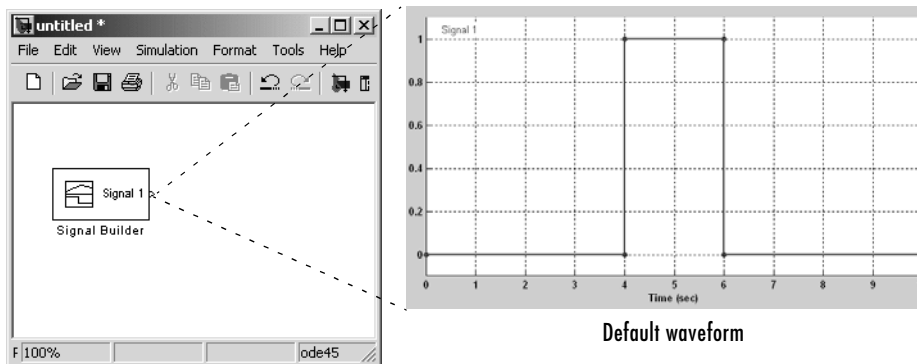 untitled *
File Edit View Simulation Format Tools Help
Signal 1
Signal Builder
F 100% ode45
Signal 1
1
0.8
0.6
0.4
0.2
0
0 1 2 3 4 5 6 7 8 9
Time (sec)
Default waveform